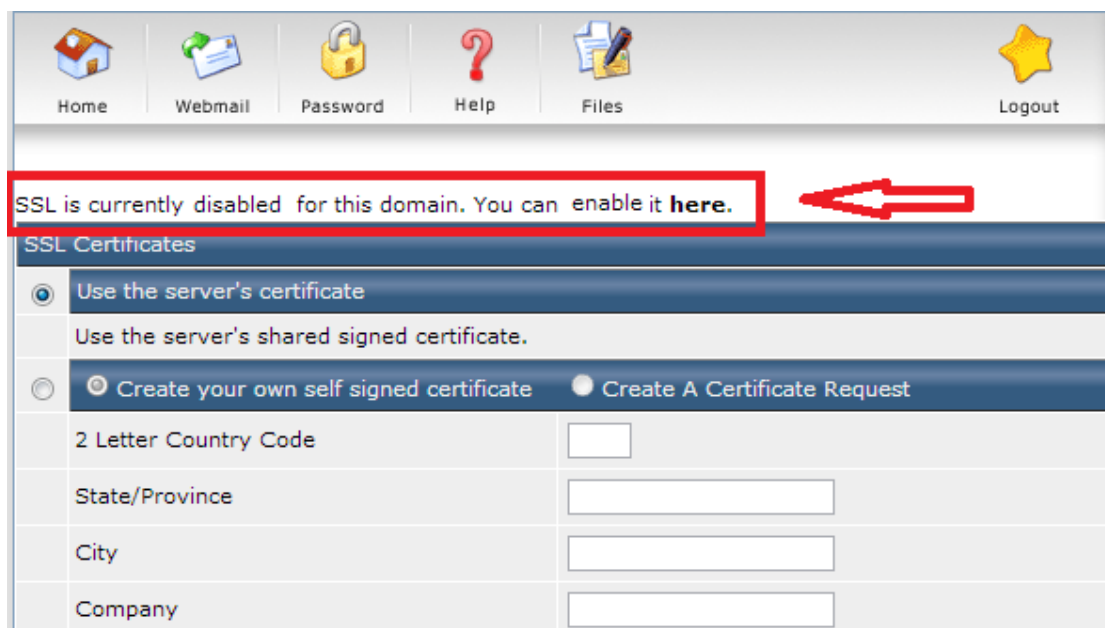 Home Webmail Password Help Files Logout
SSL is currently disabled for this domain. You can enable it here.
SSL Certificates
Use the server's certificate
Use the server's shared signed certificate.
Create your own self signed certificate Create A Certificate Request
2 Letter Country Code
State/Province
City
Company